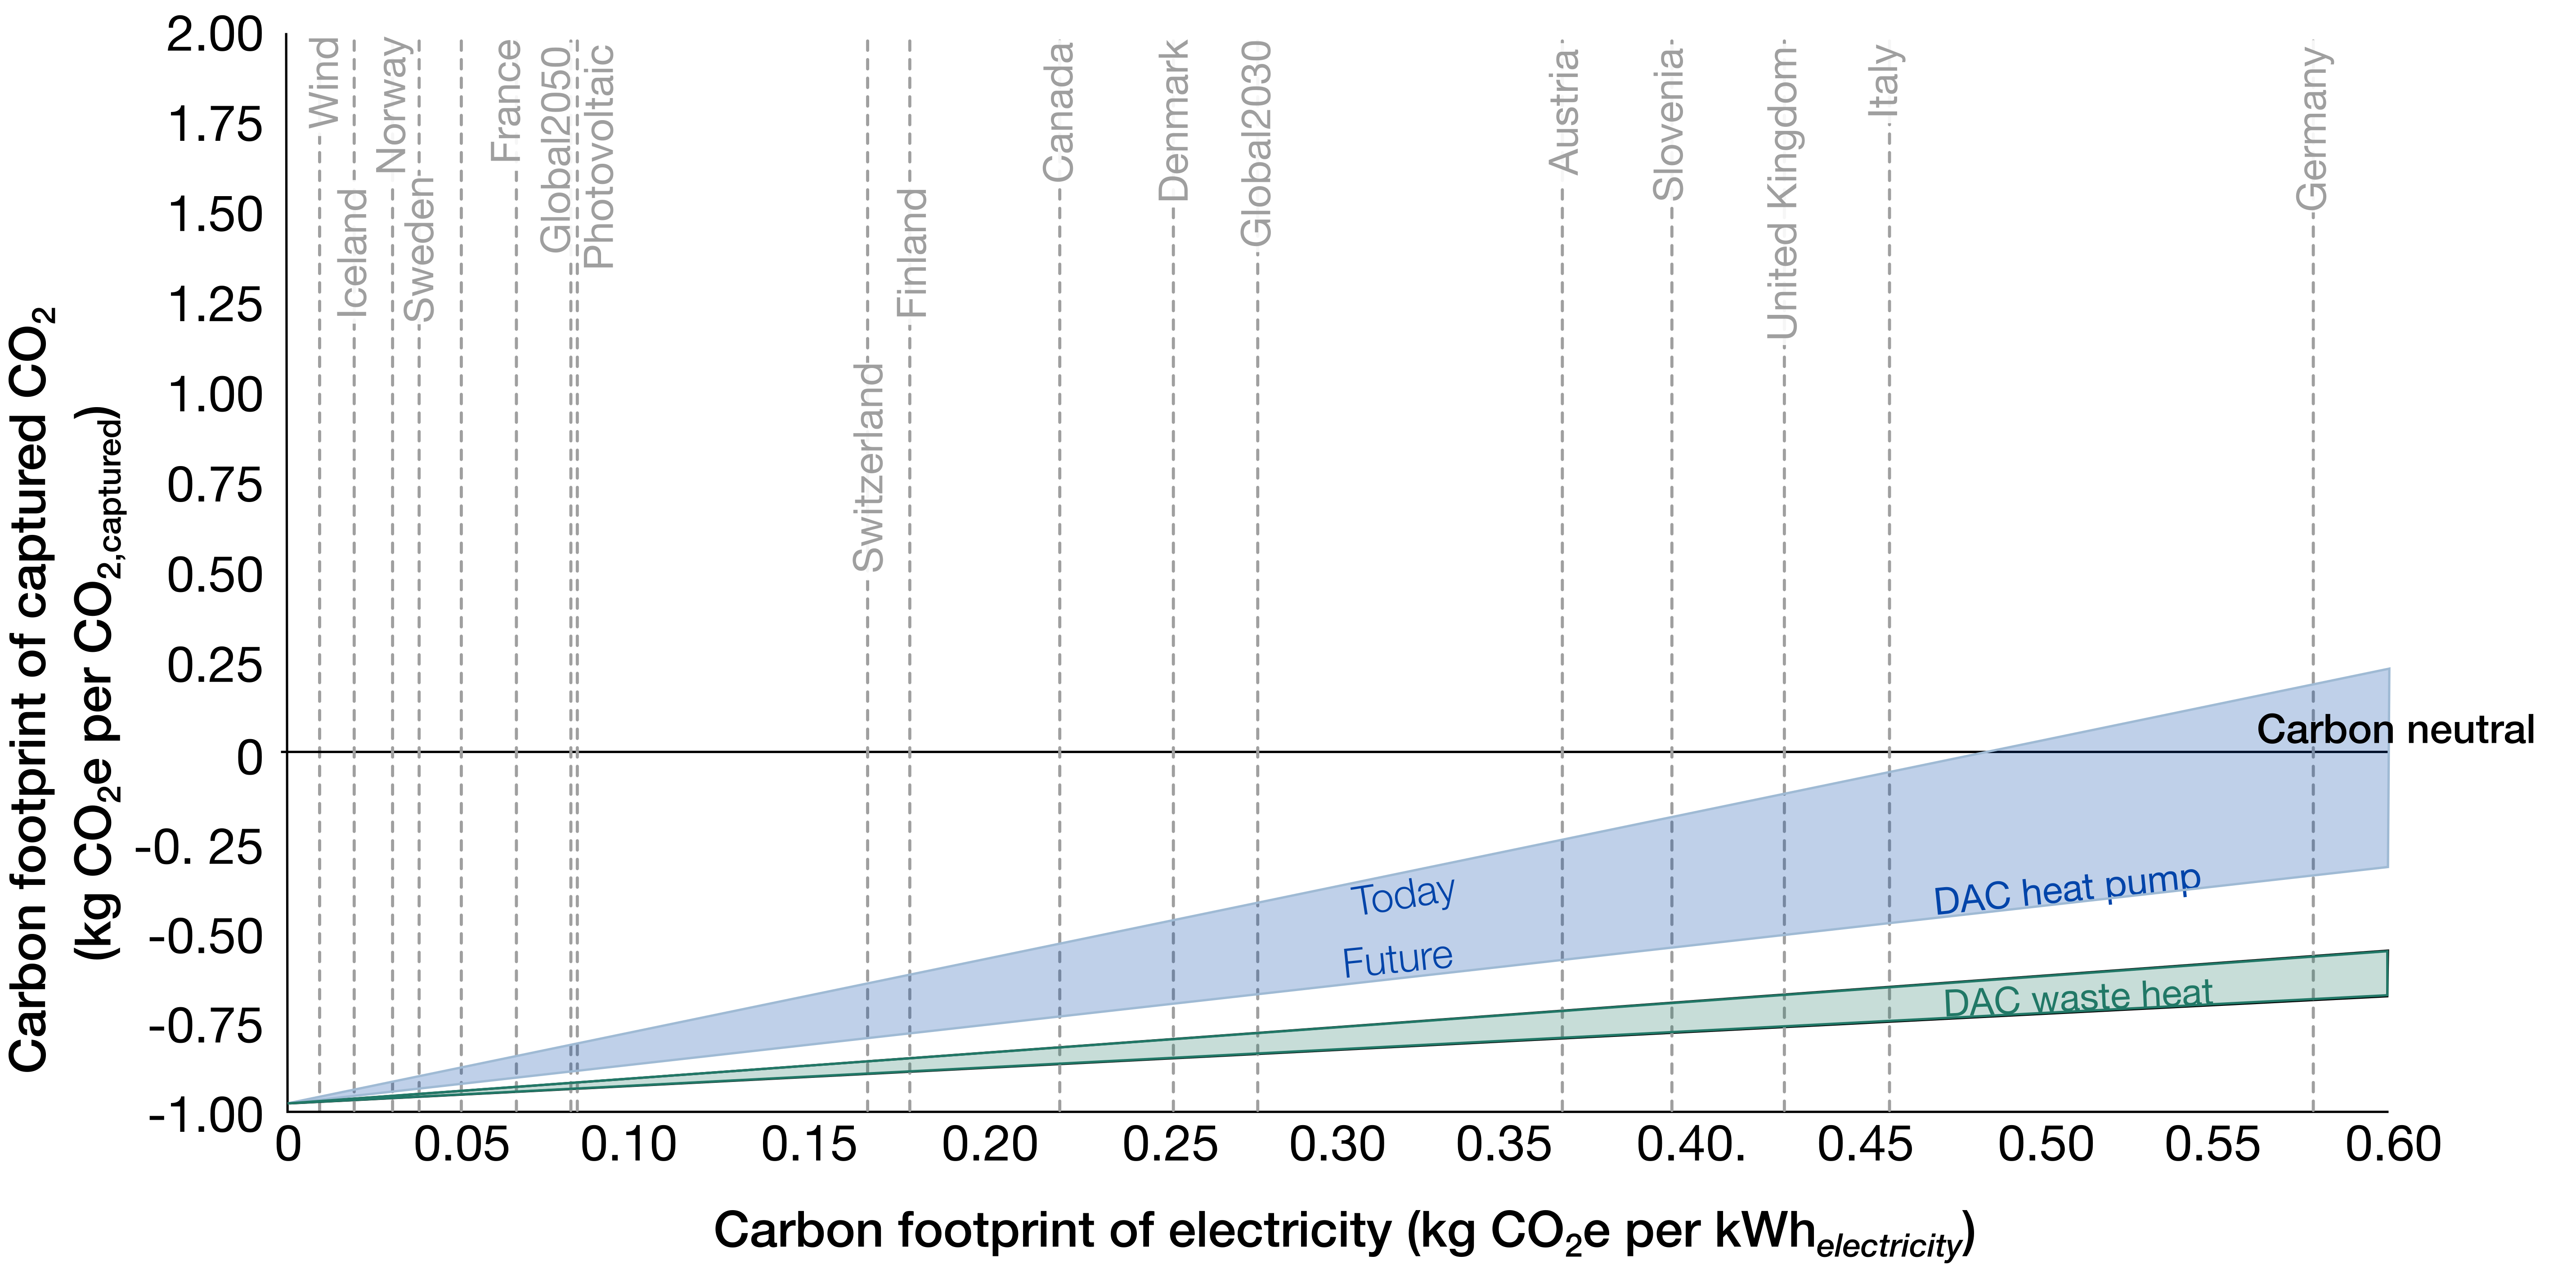 2.00
1.75
1.50
1.25
1.00
0.75
0.50
0.25
0
-0. 25
-0.50
-0.75
-1.00
Carbon footprint of captured CO2
(kg CO2e per CO2,captured)
Wind
Iceland
Norway
Sweden
France
Global2050
Photovoltaic
Switzerland
Finland
Canada
Denmark
Global2030
Austria
Slovenia
United Kingdom
Italy
Germany
Carbon neutral
Today
Future
DAC heat pump
DAC waste heat
0 0.05 0.10 0.15 0.20 0.25 0.30 0.35 0.40. 0.45 0.50 0.55 0.60
Carbon footprint of electricity (kg CO2e per kWhelectricity)